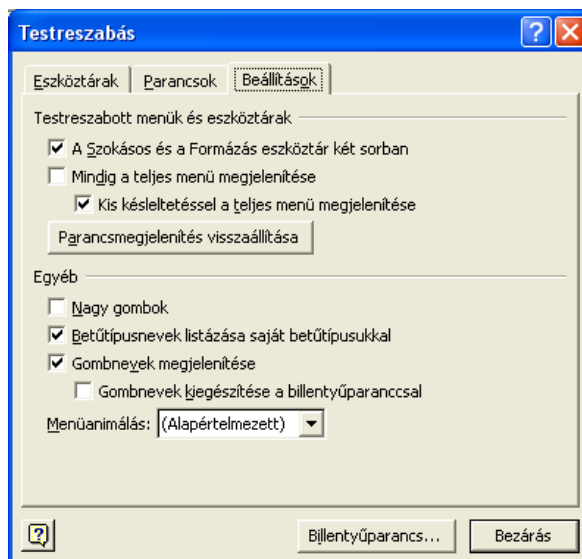 Testreszabás
Eszköztárak Parancsok Beállítások
Testreszabott menük és eszköztárak
A Szokásos és a Formázás eszköztár két sorban
Mindig a teljes menü megjelenítése
Kis késleltetéssel a teljes menü megjelenítése
Parancsmegjelenítés visszaállítása
Egyéb
Nagy gombok
Betűtípusnevek listázása saját betűtípusukkal
Gombnevek megjelenítése
Gombnevek kiegészítése a billentyűparanccsal
Menüanimálás: (Alapértelmezett)
Billentyűparancs... Bezárás